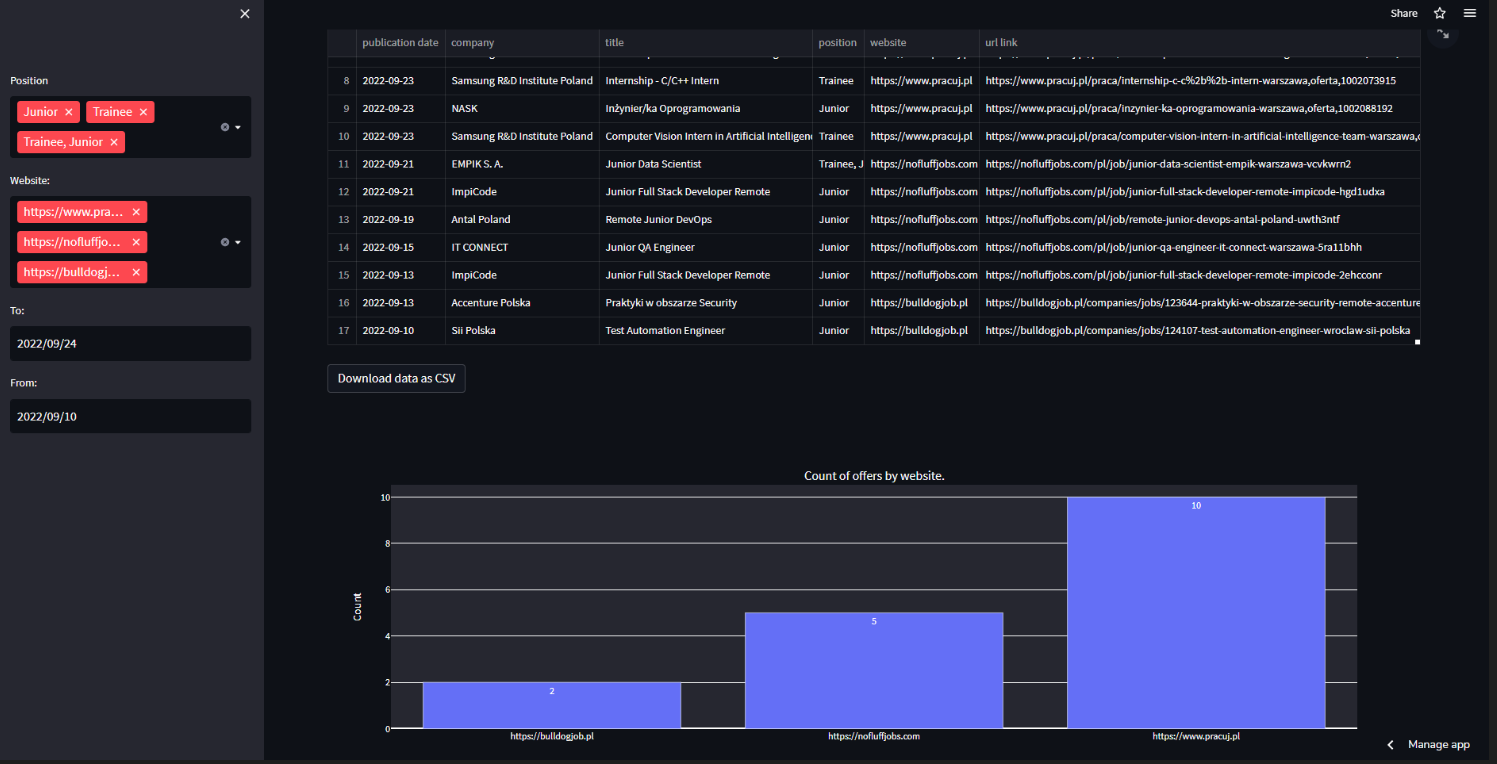 Share
Position
Junior
Trainee
Trainee, Junior
Website:
https://www.pra...
https://nofluffjo...
https://bulldogj...
To:
2022/09/24
From:
2022/09/10
publication date company title position website url link
8 2022-09-23 Samsung R&D Institute Poland Internship - C/C++ Intern Trainee https://www.pracuj.pl https://www.pracuj.pl/praca/internship-c-c%2b%2b-intern-warszawa,oferta,1002073915
9 2022-09-23 NASK Inżynier/ka Oprogramowania Junior https://www.pracuj.pl https://www.pracuj.pl/praca/inzynier-ka-oprogramowania-warszawa,oferta,1002088192
10 2022-09-23 Samsung R&D Institute Poland Computer Vision Intern in Artificial Intelligen Trainee https://www.pracuj.pl https://www.pracuj.pl/praca/computer-vision-intern-in-artificial-intelligence-team-warszawa,
11 2022-09-21 EMPIK S. A. Junior Data Scientist Trainee, J https://nofluffjobs.com https://nofluffjobs.com/pl/job/junior-data-scientist-empik-warszawa-vcvkwrn2
12 2022-09-21 ImpiCode Junior Full Stack Developer Remote Junior https://nofluffjobs.com https://nofluffjobs.com/pl/job/junior-full-stack-developer-remote-impicode-hgd1udxa
13 2022-09-19 Antal Poland Remote Junior DevOps Junior https://nofluffjobs.com https://nofluffjobs.com/pl/job/remote-junior-devops-antal-poland-uwth3ntf
14 2022-09-15 IT CONNECT Junior QA Engineer Junior https://nofluffjobs.com https://nofluffjobs.com/pl/job/junior-qa-engineer-it-connect-warszawa-5ra11bhh
15 2022-09-13 ImpiCode Junior Full Stack Developer Remote Junior https://nofluffjobs.com https://nofluffjobs.com/pl/job/junior-full-stack-developer-remote-impicode-2ehcconr
16 2022-09-13 Accenture Polska Praktyki w obszarze Security Junior https://bulldogjob.pl https://bulldogjob.pl/companies/jobs/123644-praktyki-w-obszarze-security-remote-accenture
17 2022-09-10 Sii Polska Test Automation Engineer Junior https://bulldogjob.pl https://bulldogjob.pl/companies/jobs/124107-test-automation-engineer-wroclaw-sii-polska
Download data as CSV
Count of offers by website.
Count
10
8
6
4
2
0
2
5
10
https://bulldogjob.pl
https://nofluffjobs.com
https://www.pracuj.pl
Manage app